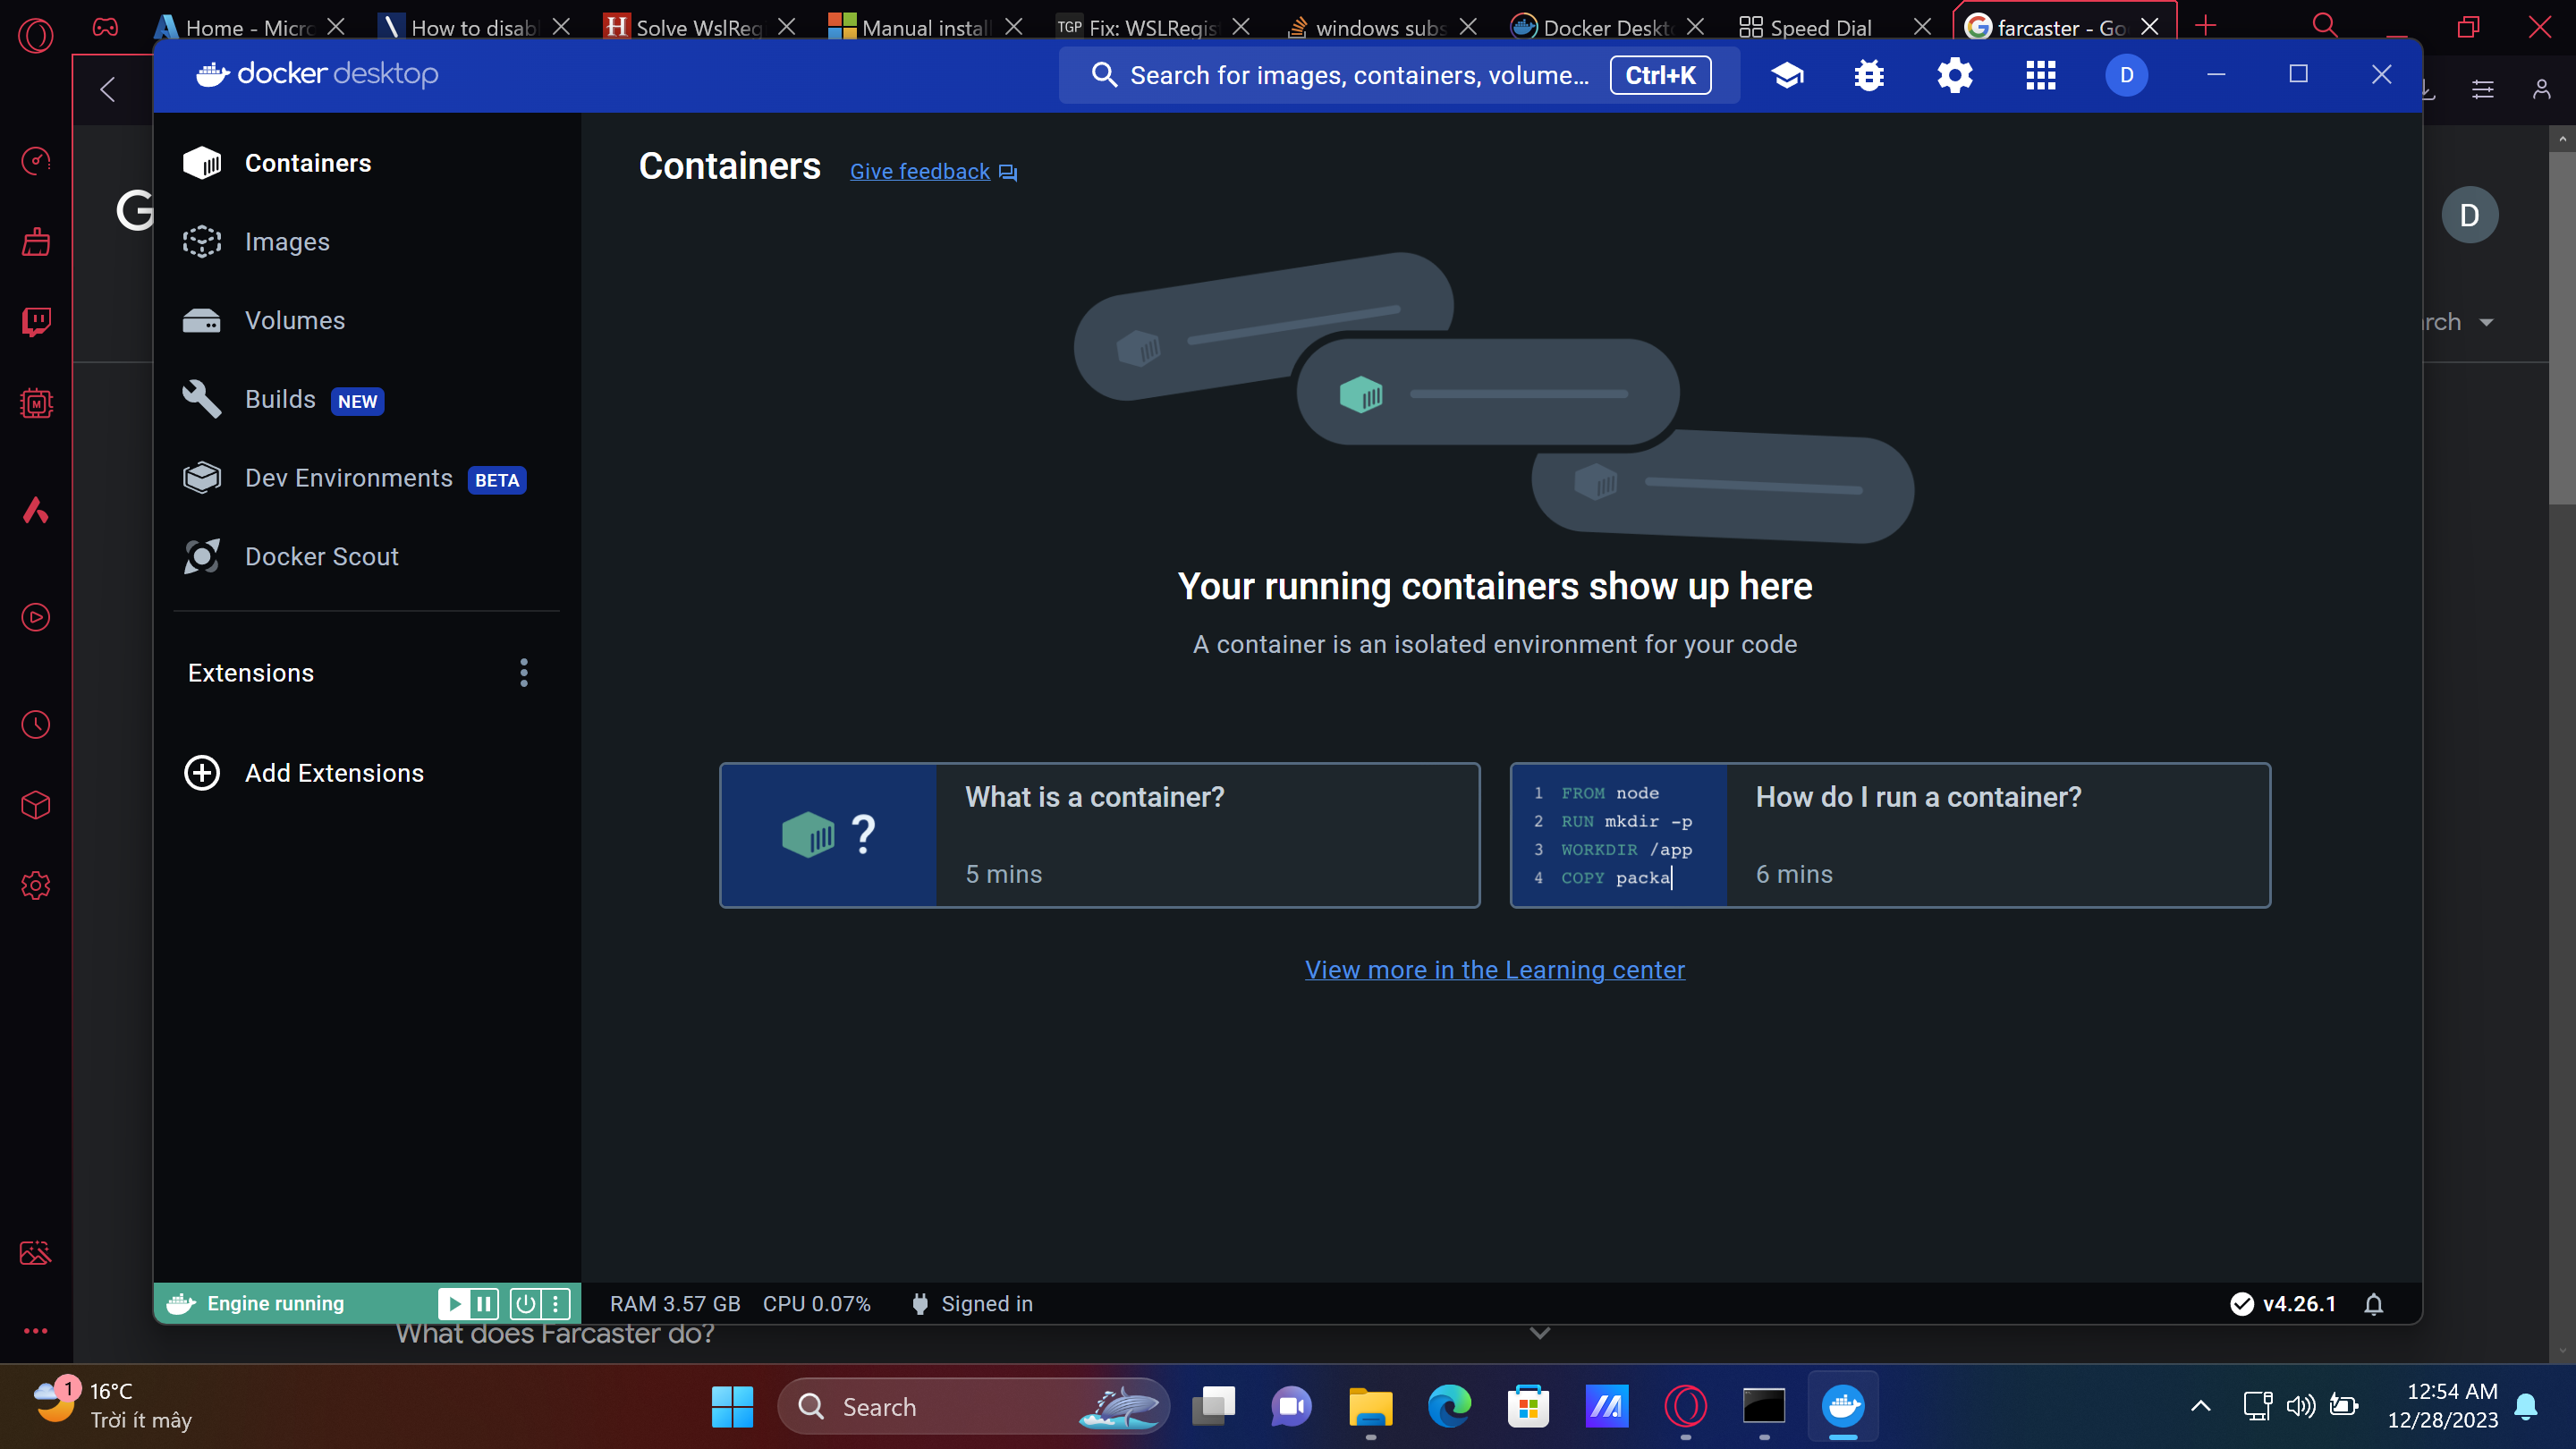 Home - Micro
How to disabl
Solve WslReg
Manual install
TGP Fix: WSLRegist
windows subs
Docker Deskto
Speed Dial
farcaster - Goo
docker desktop
Search for images, containers, volume... Ctrl+K
D
Containers
Images
Volumes
Builds NEW
Dev Environments BETA
Docker Scout
Extensions
Add Extensions
Containers Give feedback
D
rch
Your running containers show up here
A container is an isolated environment for your code
?
What is a container?
5 mins
1 FROM node
2 RUN mkdir -p
3 WORKDIR /app
4 COPY packa
How do I run a container?
6 mins
View more in the Learning center
Engine running
RAM 3.57 GB CPU 0.07% Signed in
v4.26.1
What does Farcaster do?
1
16°C
Trời ít mây
Search
12:54 AM
12/28/2023